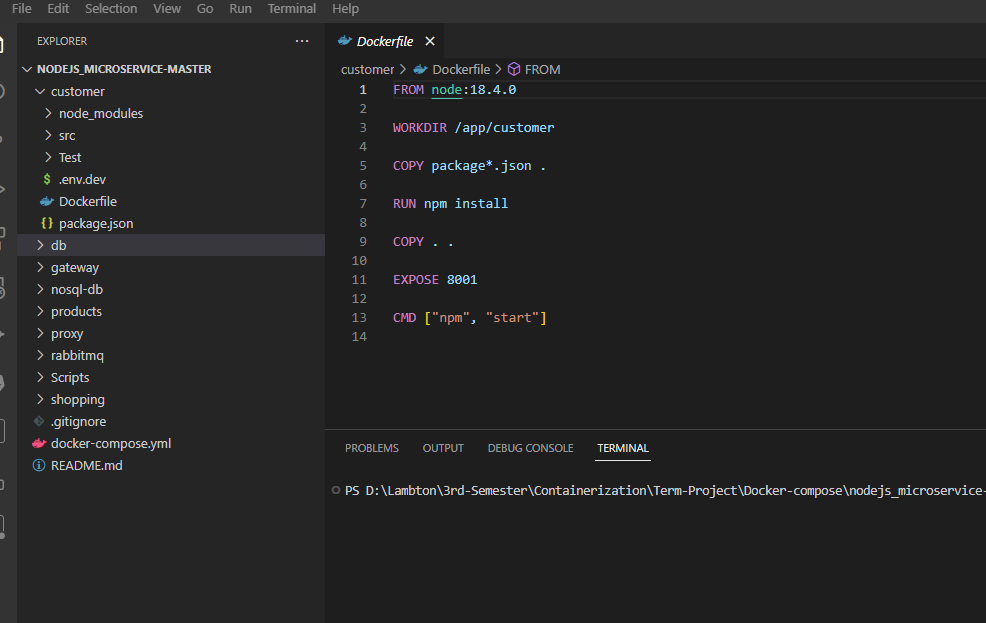 File Edit Selection View Go Run Terminal Help
EXPLORER ...
NODEJS_MICROSERVICE-MASTER
customer
node_modules
src
Test
$ .env.dev
Dockerfile
{} package.json
db
gateway
nosql-db
products
proxy
rabbitmq
Scripts
shopping
.gitignore
docker-compose.yml
README.md
Dockerfile
customer > Dockerfile > FROM
1 FROM node:18.4.0
2
3 WORKDIR /app/customer
4
5 COPY package*.json .
6
7 RUN npm install
8
9 COPY . .
10
11 EXPOSE 8001
12
13 CMD ["npm", "start"]
14
PROBLEMS OUTPUT DEBUG CONSOLE TERMINAL
PS D:\Lambton\3rd-Semester\Containerization\Term-Project\Docker-compose\nodejs_microservice-